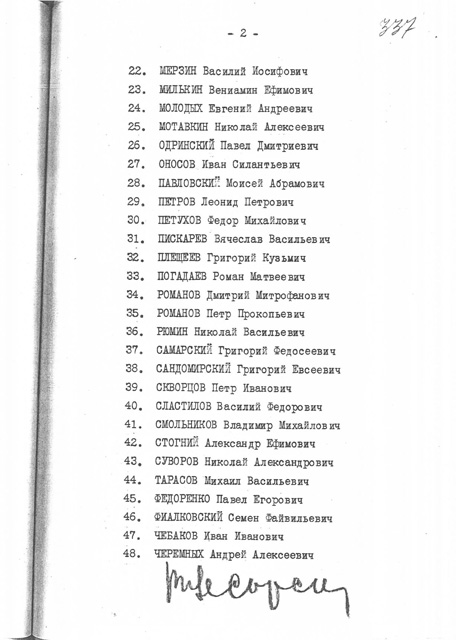 - 2 -
337
22. МЕРЗИН Василий Иосифович
23. МИЛЬКИН Вениамин Ефимович
24. МОЛОДЫХ Евгений Андреевич
25. МОТАВКИН Николай Алексеевич
26. ОДРИНСКИЙ Павел Дмитриевич
27. ОНОСОВ Иван Силантьевич
28. ПАВЛОВСКИЙ Моисей Абрамович
29. ПЕТРОВ Леонид Петрович
30. ПЕТУХОВ Федор Михайлович
31. ПИСКАРЕВ Вячеслав Васильевич
32. ПЛЕЩЕЕВ Григорий Кузьмич
33. ПОГАДАЕВ Роман Матвеевич
34. РОМАНОВ Дмитрий Митрофанович
35. РОМАНОВ Петр Прокопьевич
36. РЮМИН Николай Васильевич
37. САМАРСКИЙ Григорий Федосеевич
38. САНДОМИРСКИЙ Григорий Евсеевич
39. СКВОРЦОВ Петр Иванович
40. СЛАСТИЛОВ Василий Федорович
41. СМОЛЬНИКОВ Владимир Михайлович
42. СТОГНИЙ Александр Ефимович
43. СУВОРОВ Николай Александрович
44. ТАРАСОВ Михаил Васильевич
45. ФЕДОРЕНКО Павел Егорович
46. ФИАЛКОВСКИЙ Семен Файвильевич
47. ЧЕБАКОВ Иван Иванович
48. ЧЕРЕМНЫХ Андрей Алексеевич